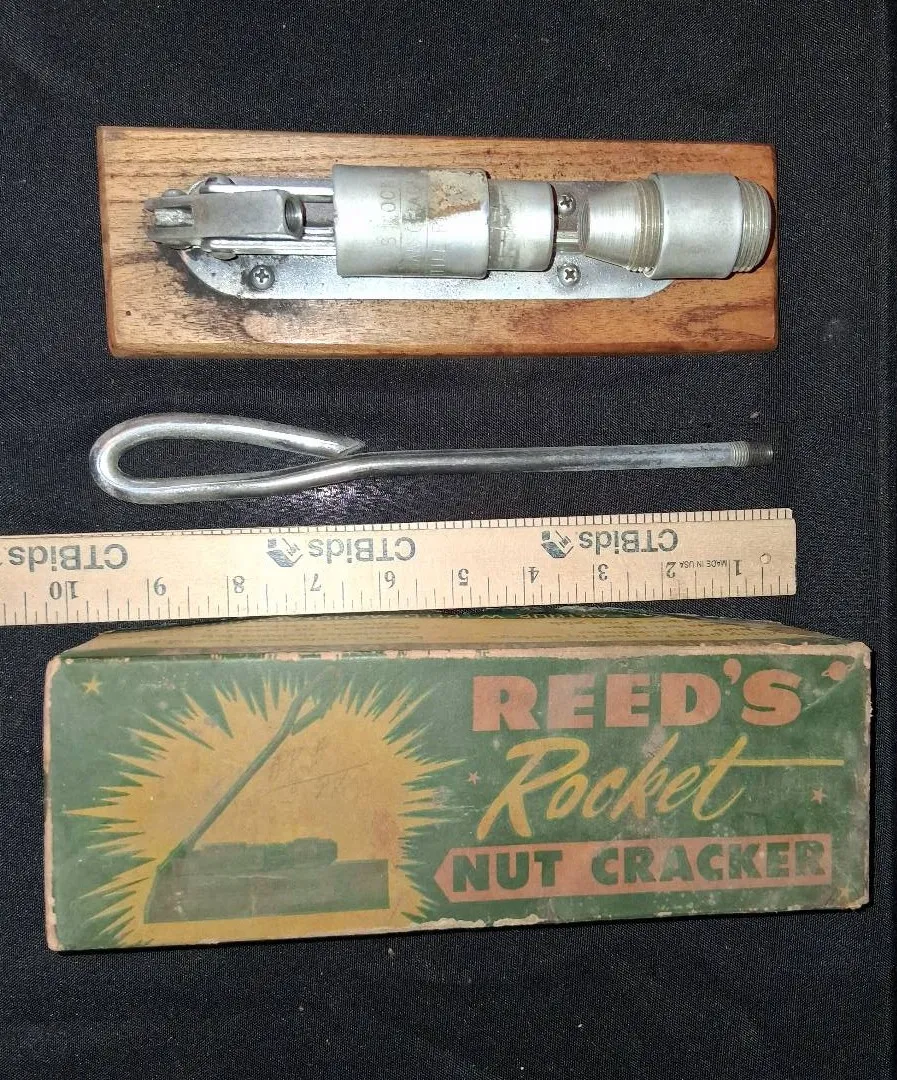 CTBids
CTBids
CTBids
10 9 8 7 6 5 4 3 2 1
MADE IN USA
REED'S
Rocket
NUT CRACKER